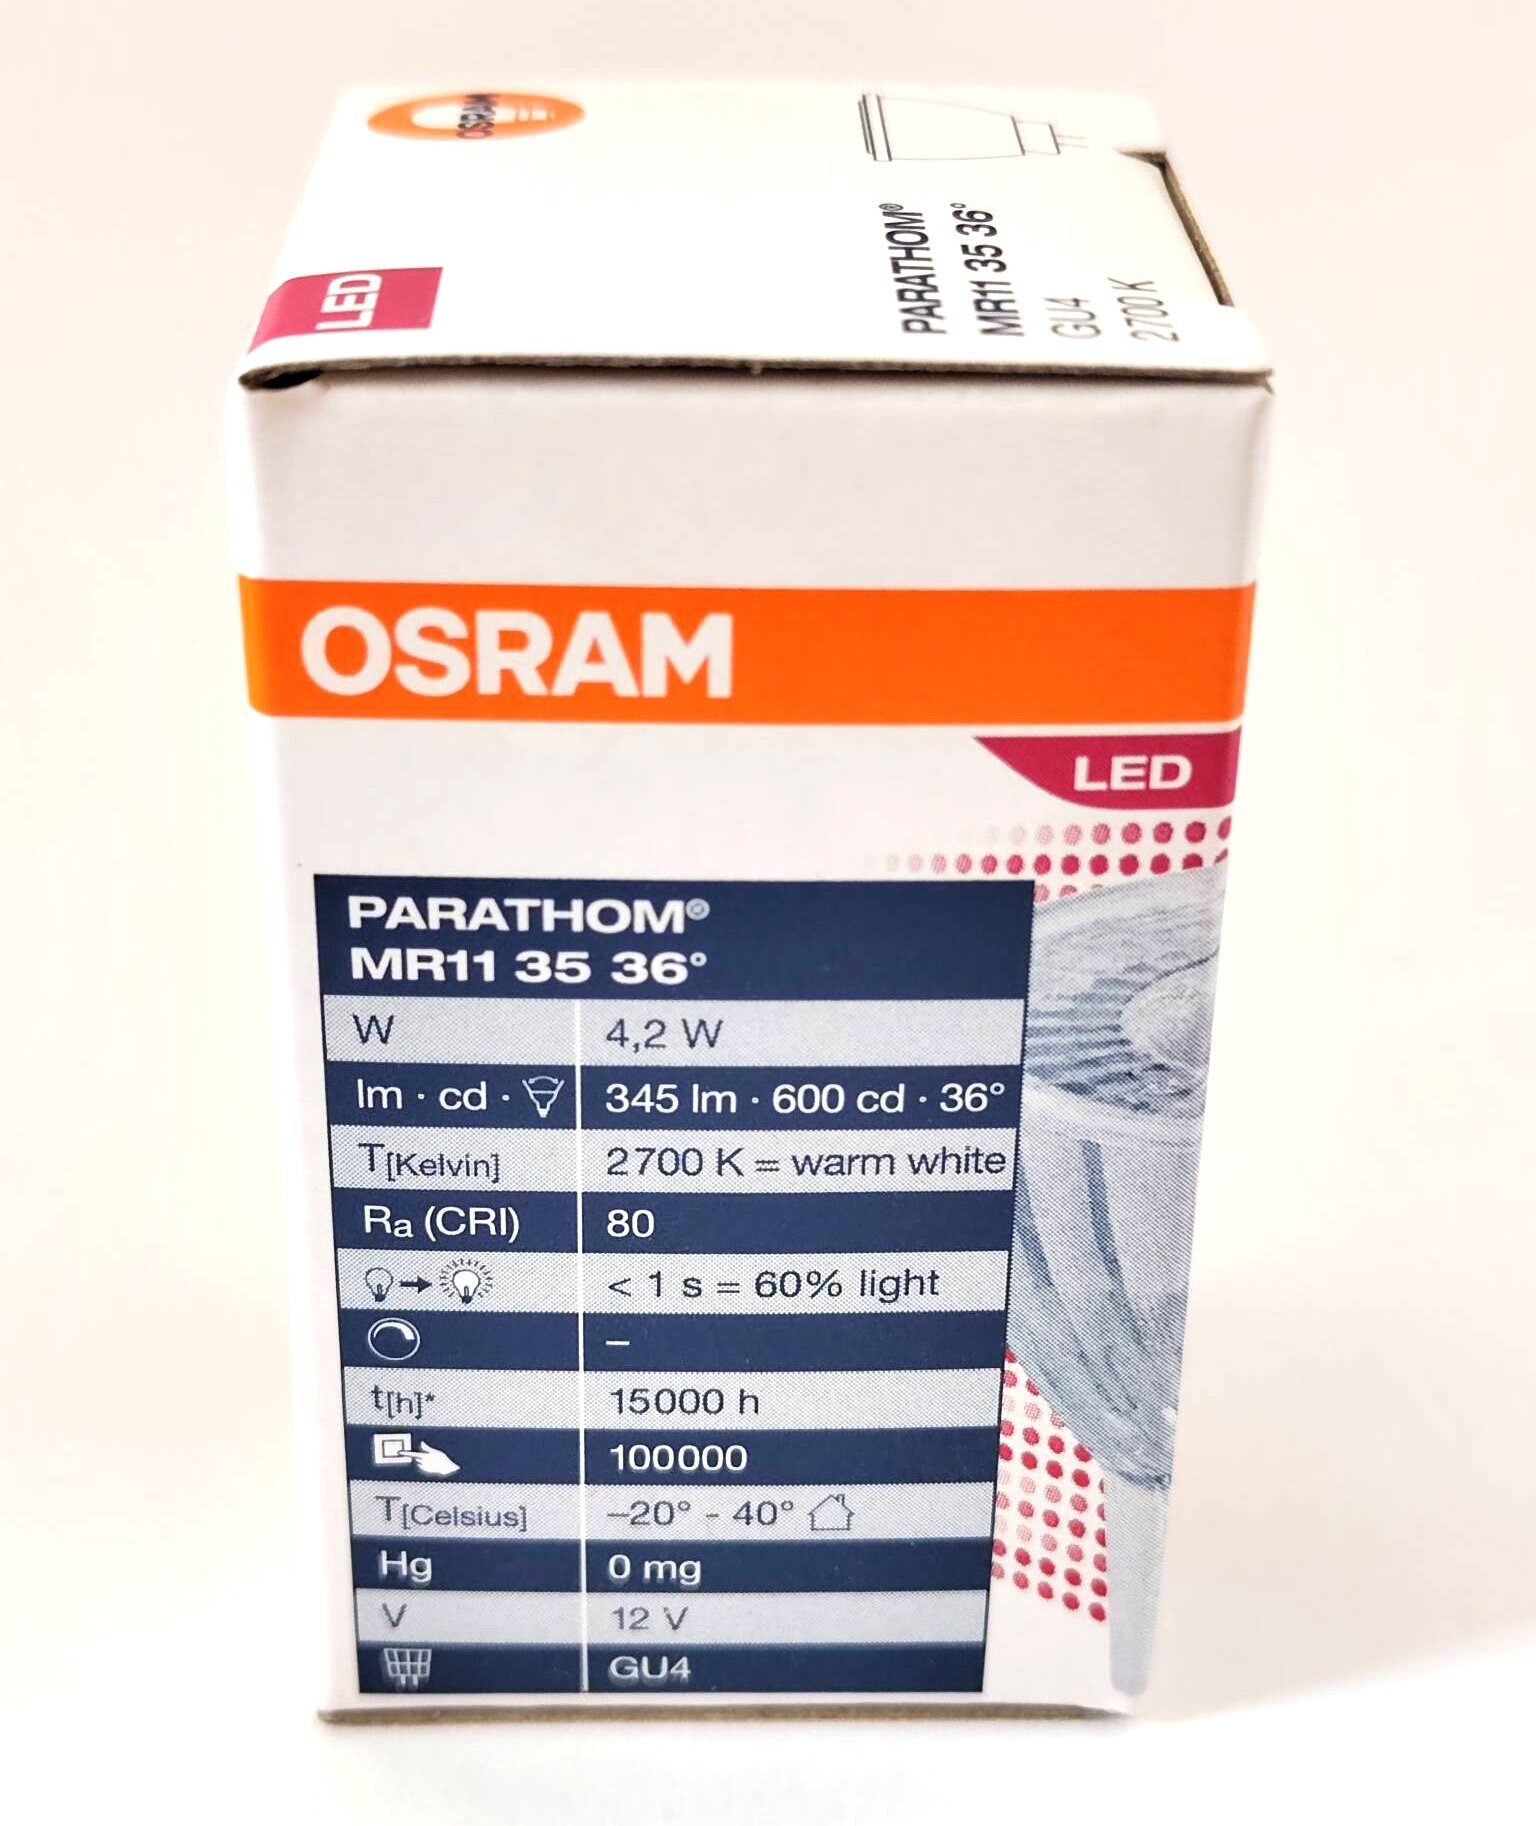 OSRAM
LED
PARATHOM®
MR11 35 36°
GU4
2700 K
OSRAM
LED
PARATHOM®
MR11 35 36°
W 4,2 W
lm · cd · 345 lm · 600 cd · 36°
T[Kelvin] 2700 K = warm white
Ra (CRI) 80
< 1 s = 60% light
–
t[h]* 15000 h
100000
T[Celsius] –20° - 40°
Hg 0 mg
V 12 V
GU4